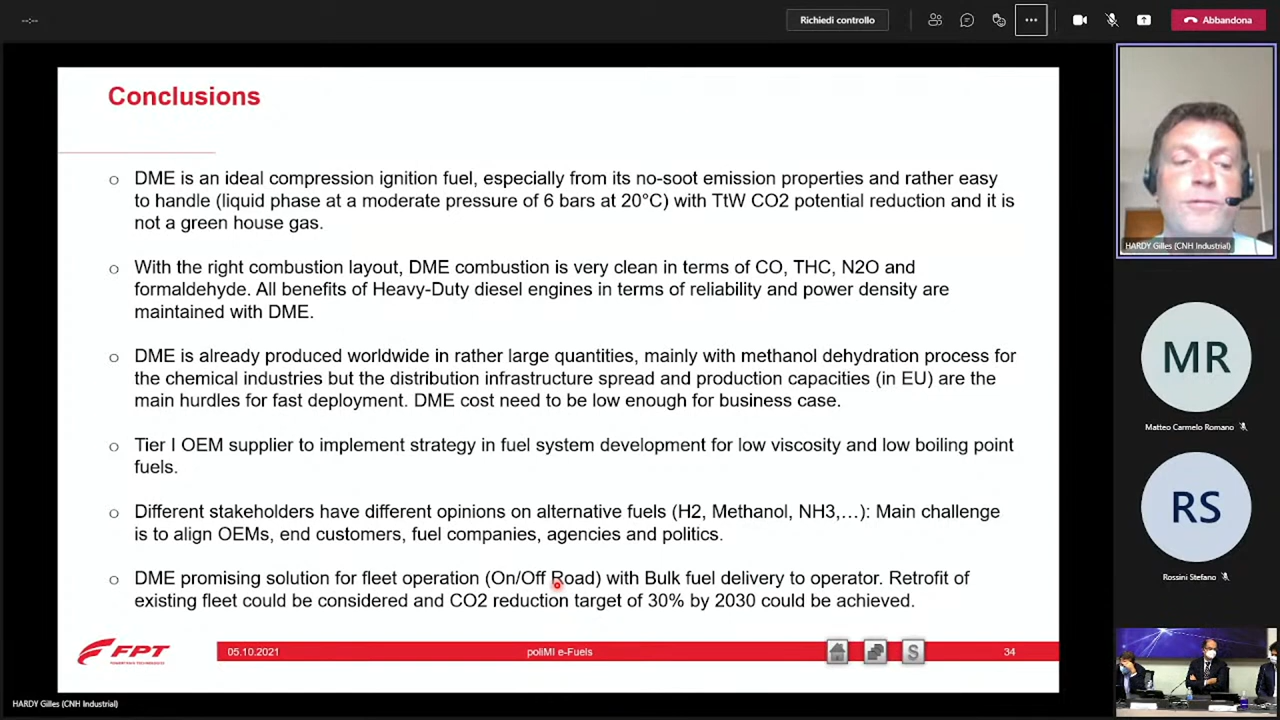 --:--
Richiedi controllo
Abbandona
Conclusions
DME is an ideal compression ignition fuel, especially from its no-soot emission properties and rather easy
to handle (liquid phase at a moderate pressure of 6 bars at 20°C) with TtW CO2 potential reduction and it is
not a green house gas.
With the right combustion layout, DME combustion is very clean in terms of CO, THC, N2O and
formaldehyde. All benefits of Heavy-Duty diesel engines in terms of reliability and power density are
maintained with DME.
DME is already produced worldwide in rather large quantities, mainly with methanol dehydration process for
the chemical industries but the distribution infrastructure spread and production capacities (in EU) are the
main hurdles for fast deployment. DME cost need to be low enough for business case.
Tier I OEM supplier to implement strategy in fuel system development for low viscosity and low boiling point
fuels.
Different stakeholders have different opinions on alternative fuels (H2, Methanol, NH3,…): Main challenge
is to align OEMs, end customers, fuel companies, agencies and politics.
DME promising solution for fleet operation (On/Off Road) with Bulk fuel delivery to operator. Retrofit of
existing fleet could be considered and CO2 reduction target of 30% by 2030 could be achieved.
FPT
POWERTRAIN TECHNOLOGIES
05.10.2021
poliMI e-Fuels
S
34
HARDY Gilles (CNH Industrial)
HARDY Gilles (CNH Industrial)
MR
Matteo Carmelo Romano
RS
Rossini Stefano